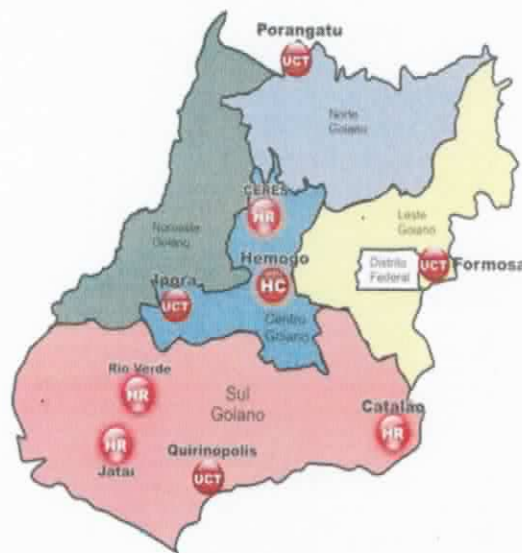 Porangatu
UCT
Norte
Goiano
CERES
HR
Noroeste
Goiano
Leste
Goiano
Hemogo
HC
Distrito
Federal
UCT
Formosa
Iporá
UCT
Centro
Goiano
Rio Verde
HR
Sul
Goiano
Catalão
HR
HR
Jataí
Quirinópolis
UCT